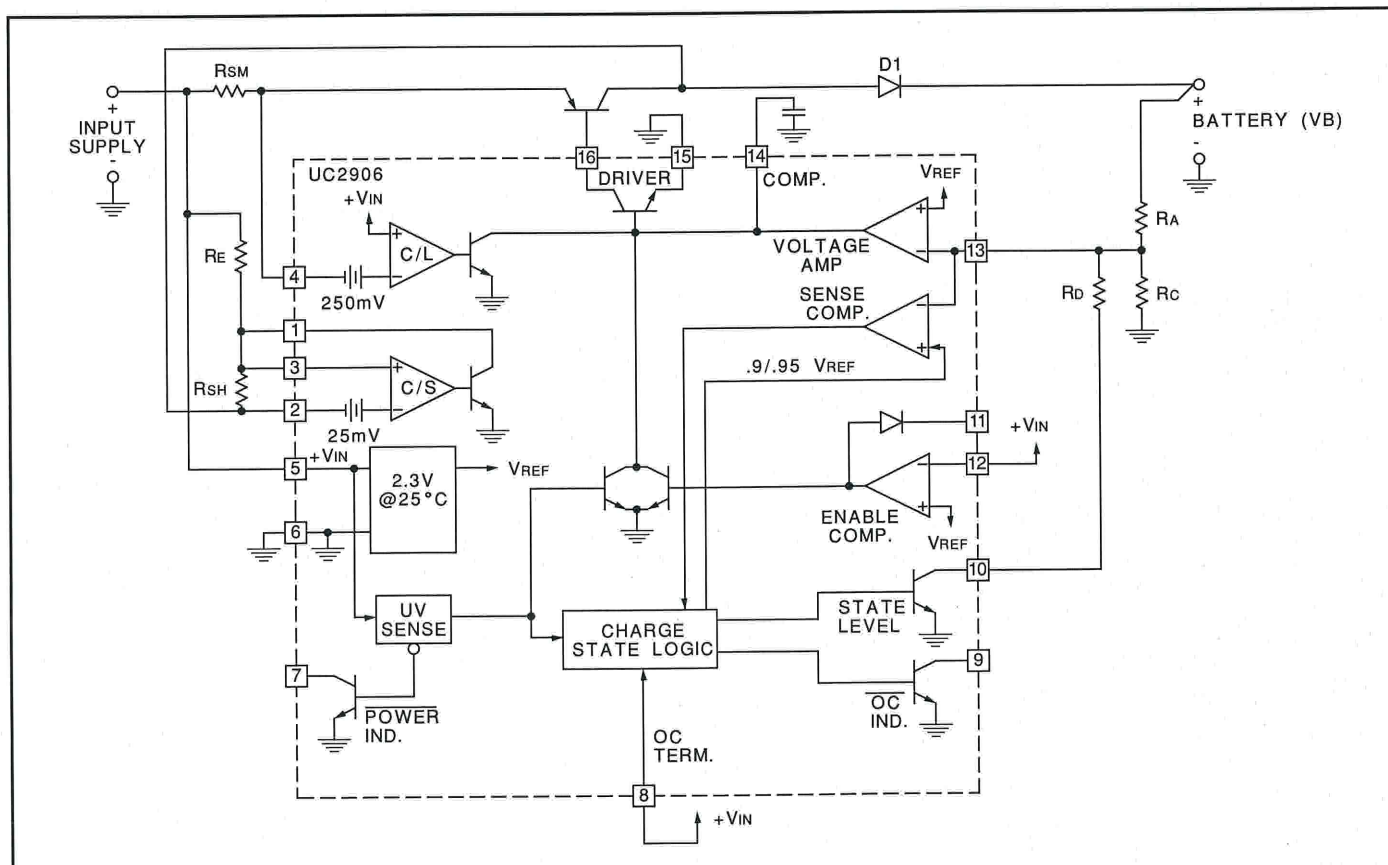 D1
RSM
+
INPUT
SUPPLY
-
+
BATTERY (VB)
-
16
15
14
UC2906
DRIVER
COMP.
VREF
+VIN
+
C/L
-
+
-
VOLTAGE
AMP
13
RA
RE
4
250mV
SENSE
COMP.
-
+
RD
RC
1
3
+
C/S
-
RSH
2
25mV
.9/.95 VREF
11
+VIN
5
+VIN
2.3V
@25°C
VREF
12
-
+
ENABLE
COMP.
VREF
6
10
UV
SENSE
CHARGE
STATE LOGIC
STATE
LEVEL
7
9
POWER
IND.
OC
IND.
OC
TERM.
8
+VIN